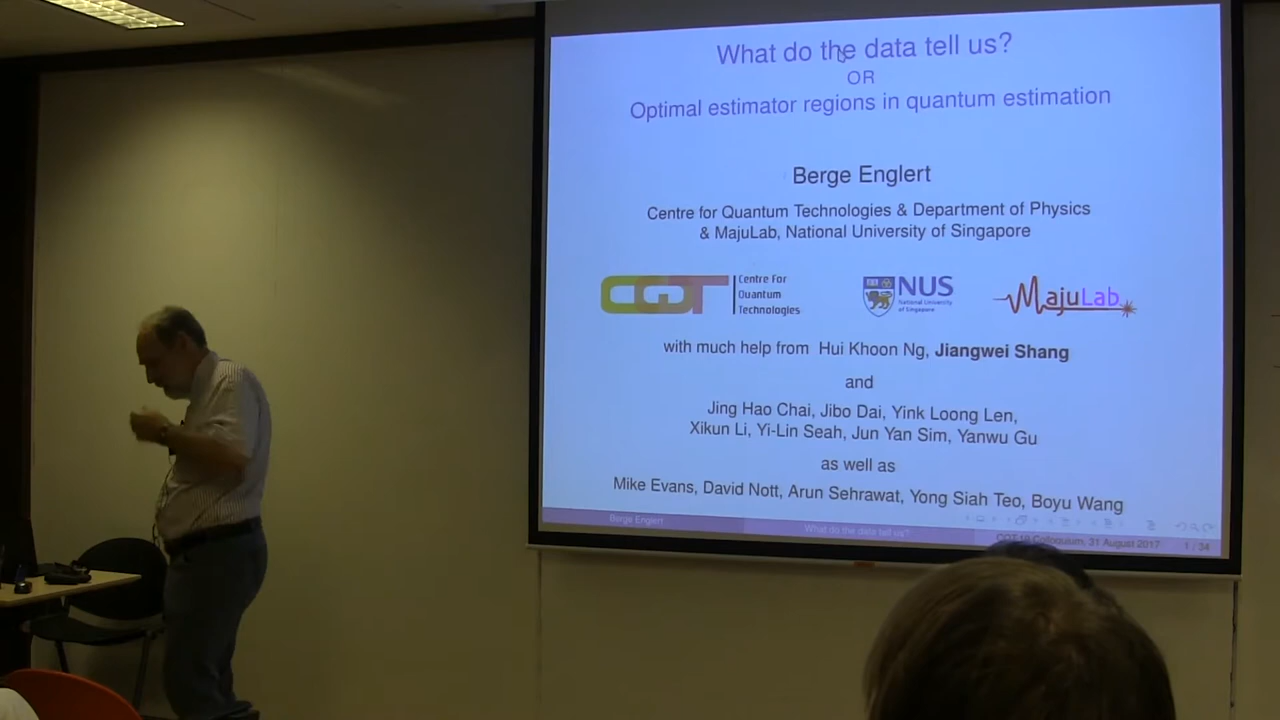 What do the data tell us?
OR
Optimal estimator regions in quantum estimation
Berge Englert
Centre for Quantum Technologies & Department of Physics
& MajuLab, National University of Singapore
CQT
Centre For
Quantum
Technologies
NUS
National University
of Singapore
MajuLab
with much help from Hui Khoon Ng, Jiangwei Shang
and
Jing Hao Chai, Jibo Dai, Yink Loong Len,
Xikun Li, Yi-Lin Seah, Jun Yan Sim, Yanwu Gu
as well as
Mike Evans, David Nott, Arun Sehrawat, Yong Siah Teo, Boyu Wang
Berge Englert
What do the data tell us?
Colloquium, 31 August 2017
1 / 34